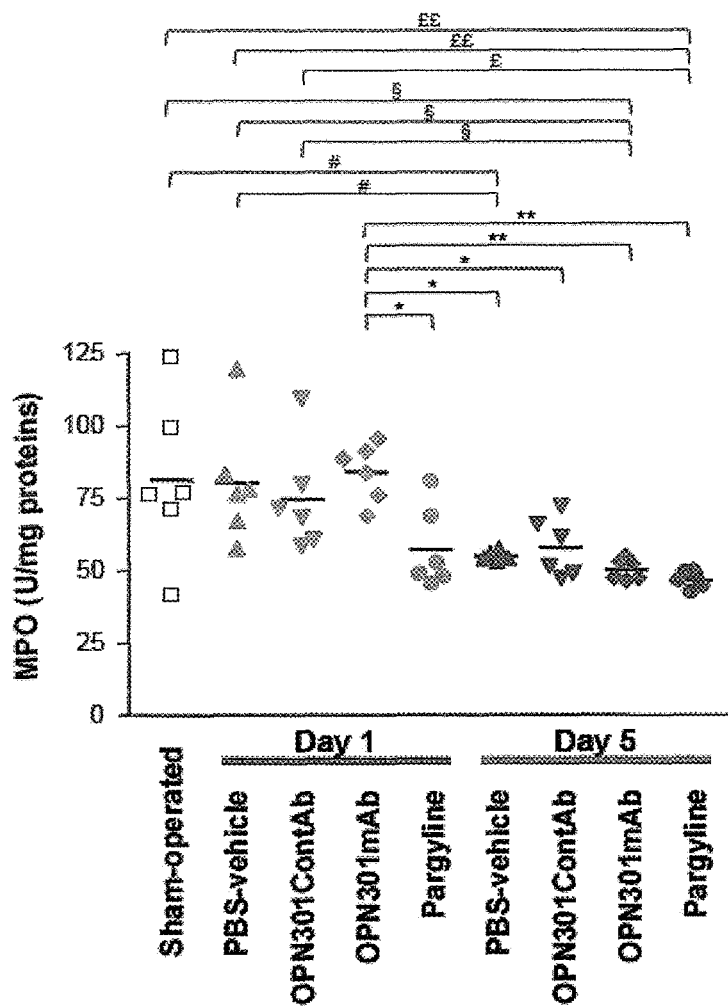 ££
££
£
§
§
§
#
#
**
**
*
*
*
MPO (U/mg proteins)
125
100
75
50
25
0
Day 1
Day 5
Sham-operated
PBS-vehicle
OPN301ContAb
OPN301mAb
Pargyline
PBS-vehicle
OPN301ContAb
OPN301mAb
Pargyline